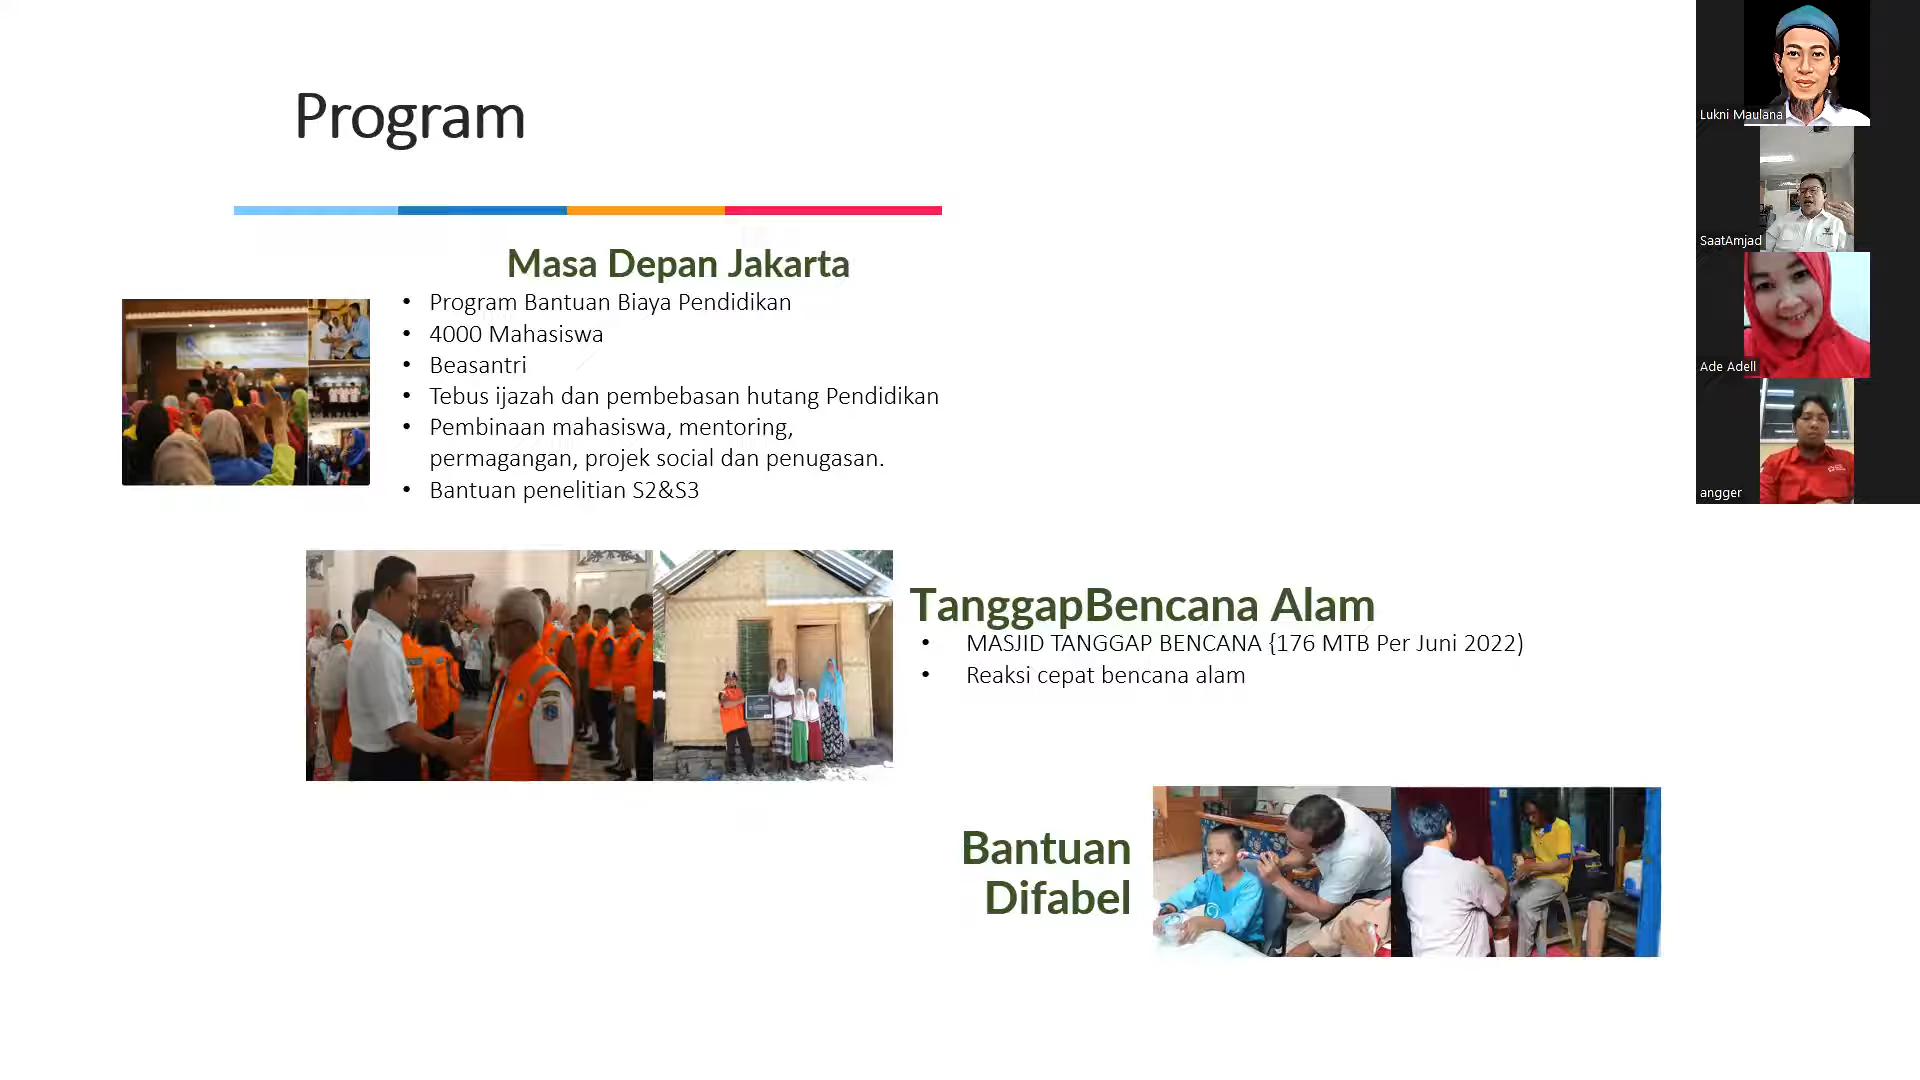 Program
Masa Depan Jakarta
• Program Bantuan Biaya Pendidikan
• 4000 Mahasiswa
• Beasantri
• Tebus ijazah dan pembebasan hutang Pendidikan
• Pembinaan mahasiswa, mentoring,
permagangan, projek social dan penugasan.
• Bantuan penelitian S2&S3
TanggapBencana Alam
• MASJID TANGGAP BENCANA {176 MTB Per Juni 2022)
• Reaksi cepat bencana alam
Bantuan
Difabel
Lukni Maulana
SaatAmjad
Ade Adell
angger